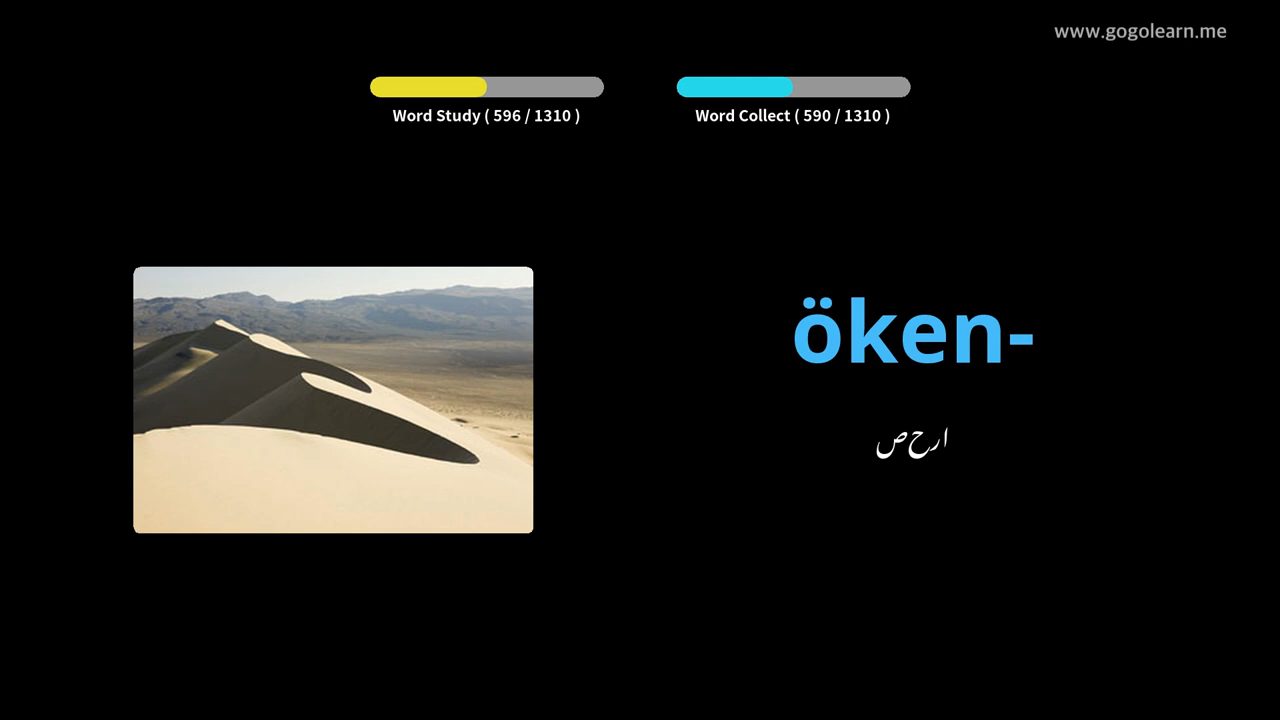 www.gogolearn.me
Word Study ( 596 / 1310 )
Word Collect ( 590 / 1310 )
öken-
ارحص